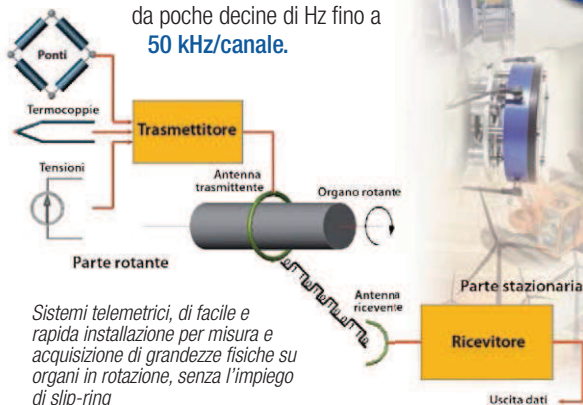 da poche decine di Hz fino a
50 kHz/canale.
Ponti
Termocoppie
Trasmettitore
Tensioni
Antenna
trasmittente
Organo rotante
Parte rotante
Antenna
ricevente
Parte stazionaria
Ricevitore
Uscita dati
Sistemi telemetrici, di facile e
rapida installazione per misura e
acquisizione di grandezze fisiche su
organi in rotazione, senza l'impiego
di slip-ring